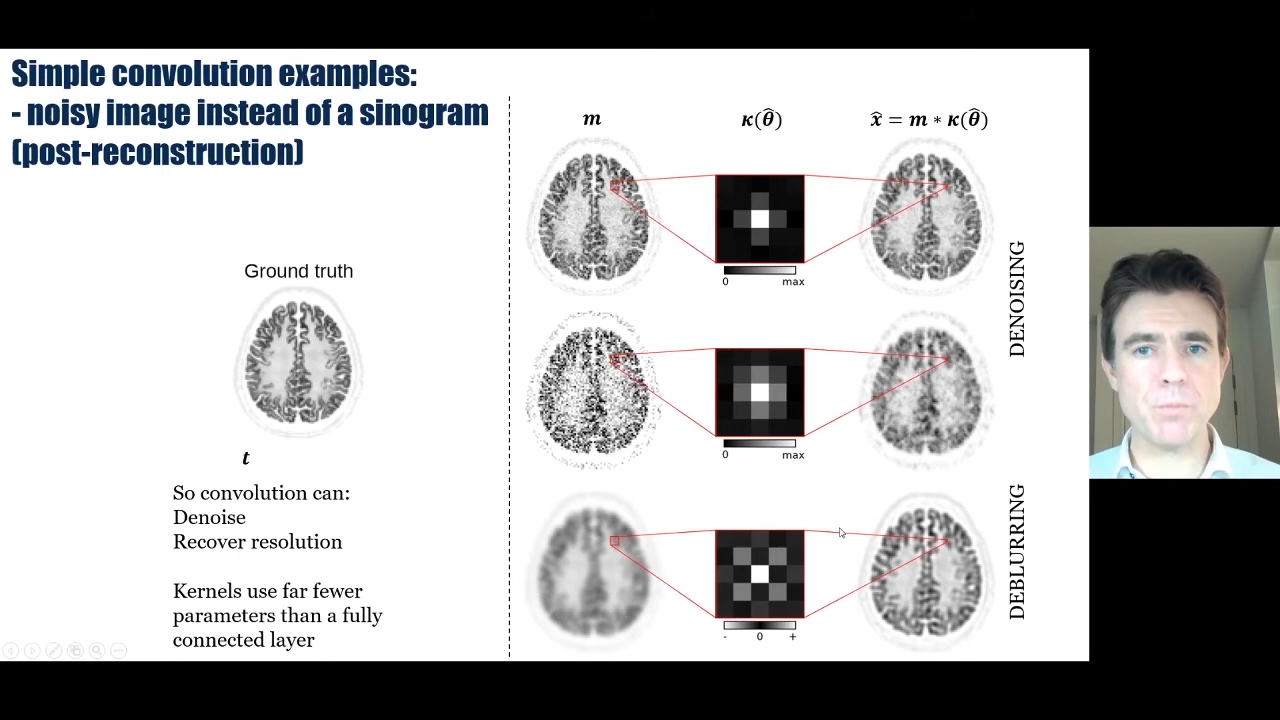 Simple convolution examples:
- noisy image instead of a sinogram
(post-reconstruction)
Ground truth
t
So convolution can:
Denoise
Recover resolution
Kernels use far fewer
parameters than a fully
connected layer
m
κ(θ̂)
x̂ = m ∗ κ(θ̂)
0 max
0 max
- 0 +
DENOISING
DEBLURRING